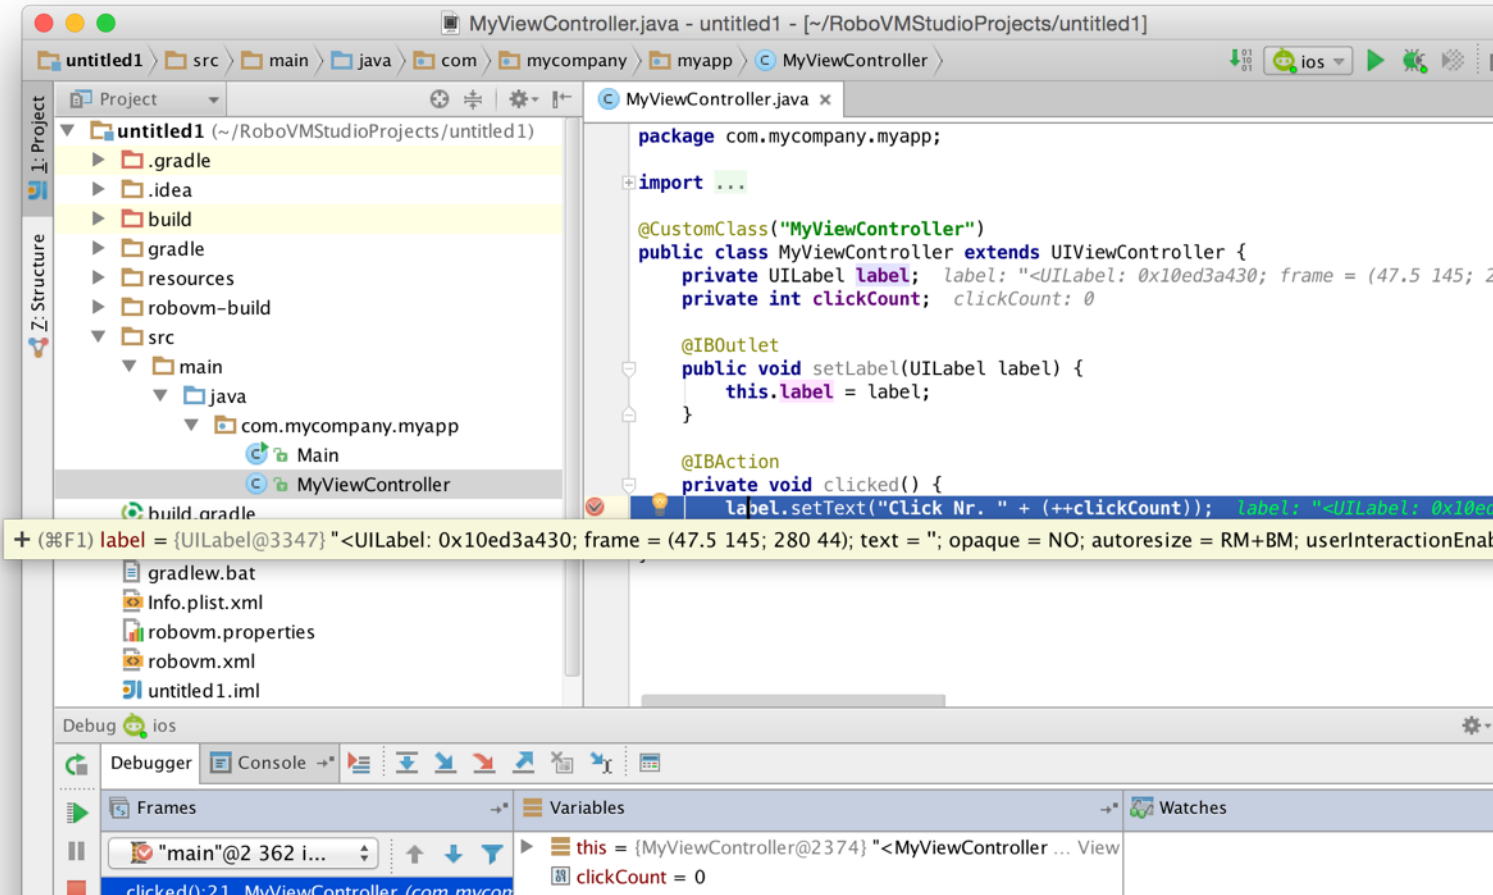 MyViewController.java - untitled1 - [~/RoboVMStudioProjects/untitled1]
untitled1 src main java com mycompany myapp MyViewController ios
1: Project
Z: Structure
Project
MyViewController.java
untitled1 (~/RoboVMStudioProjects/untitled1)
.gradle
.idea
build
gradle
resources
robovm-build
src
main
java
com.mycompany.myapp
Main
MyViewController
build.gradle
gradlew.bat
Info.plist.xml
robovm.properties
robovm.xml
untitled1.iml
package com.mycompany.myapp;
import ...
@CustomClass("MyViewController")
public class MyViewController extends UIViewController {
private UILabel label; label: "<UILabel: 0x10ed3a430; frame = (47.5 145; 2
private int clickCount; clickCount: 0
@IBOutlet
public void setLabel(UILabel label) {
this.label = label;
}
@IBAction
private void clicked() {
label.setText("Click Nr. " + (++clickCount)); label: "<UILabel: 0x10ed
+ (⌘F1) label = {UILabel@3347} "<UILabel: 0x10ed3a430; frame = (47.5 145; 280 44); text = ''; opaque = NO; autoresize = RM+BM; userInteractionEnab
Debug ios
Debugger Console
Frames
Variables
Watches
"main"@2 362 i...
this = {MyViewController@2374} "<MyViewController ... View
clickCount = 0
clicked():21, MyViewController (com.mycom